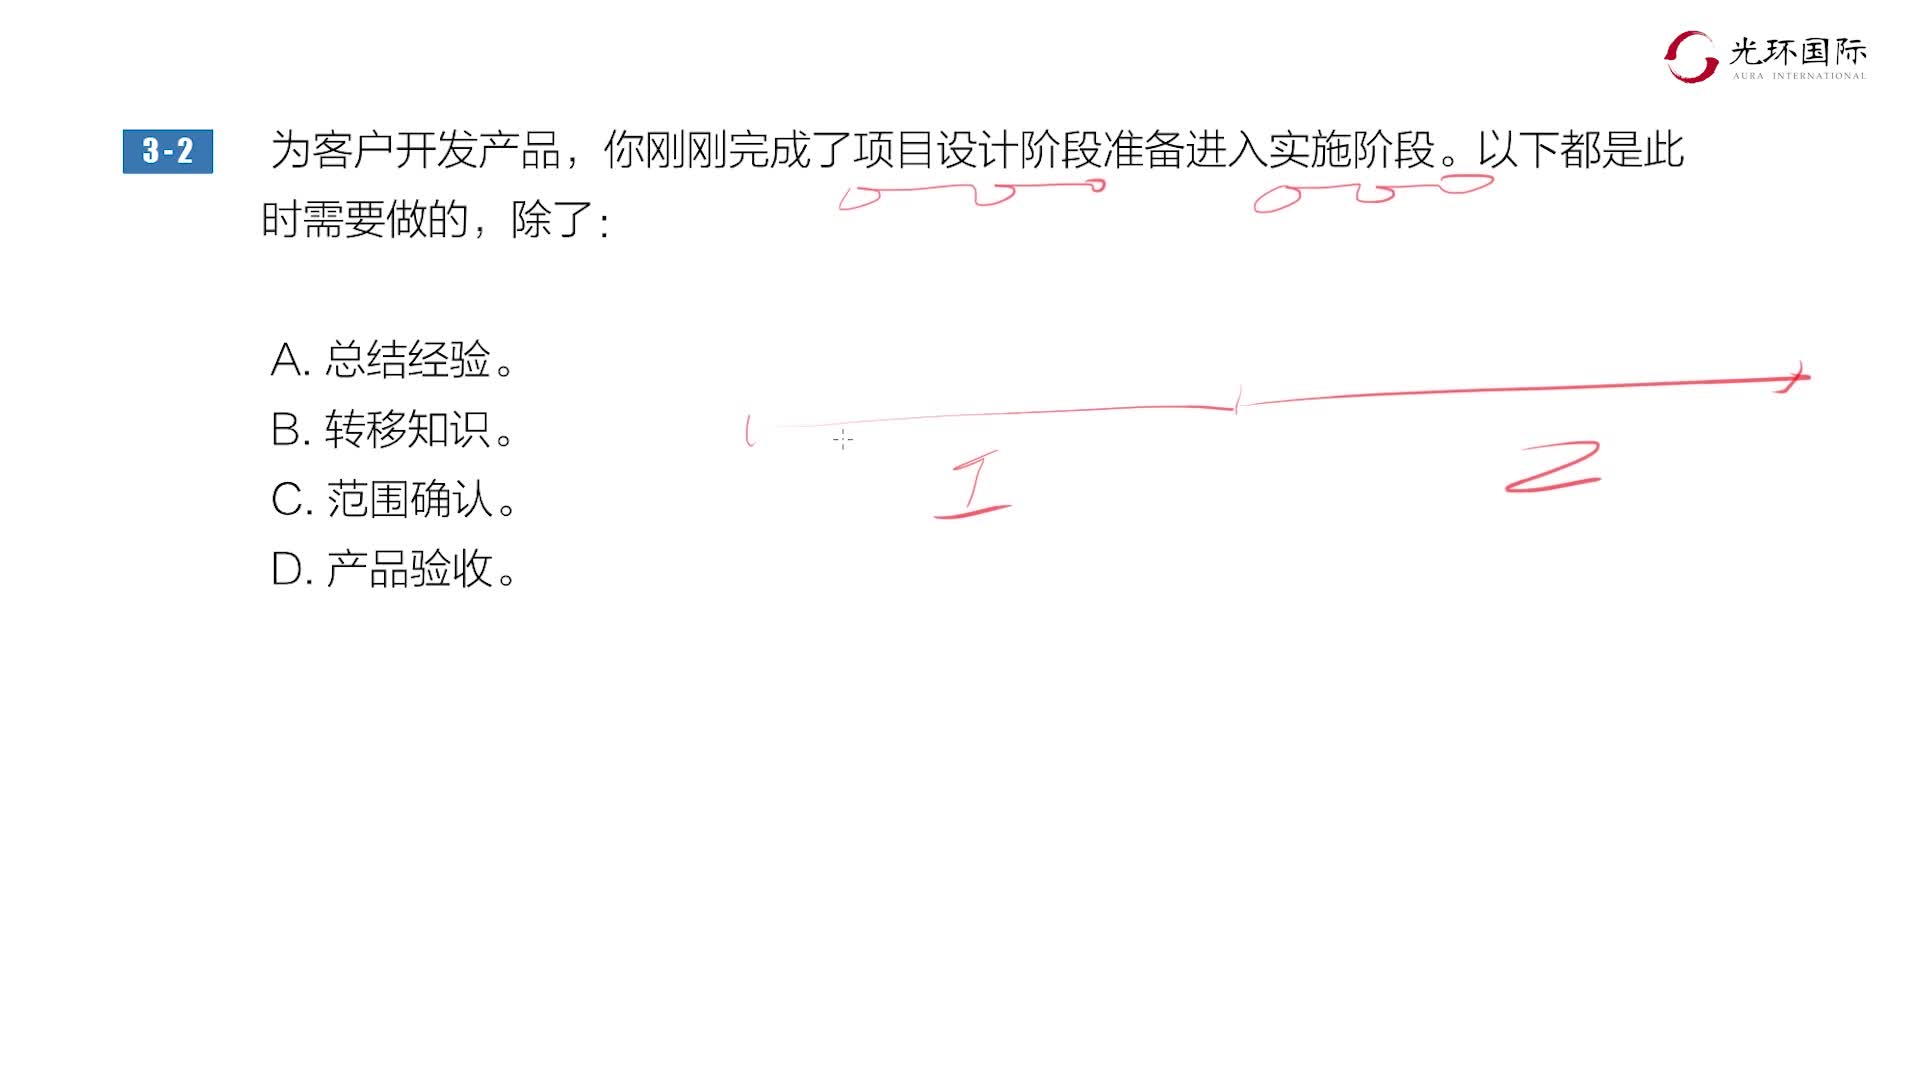 光环国际
AURA INTERNATIONAL
3-2
为客户开发产品，你刚刚完成了项目设计阶段准备进入实施阶段。以下都是此
时需要做的，除了：
A. 总结经验。
B. 转移知识。
C. 范围确认。
D. 产品验收。
1
2